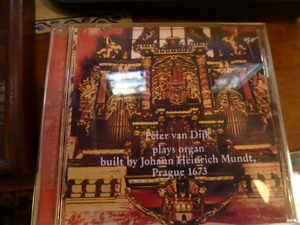 Peter van Dijk
plays organ
built by Johann Heinrich Mundt,
Prague 1673